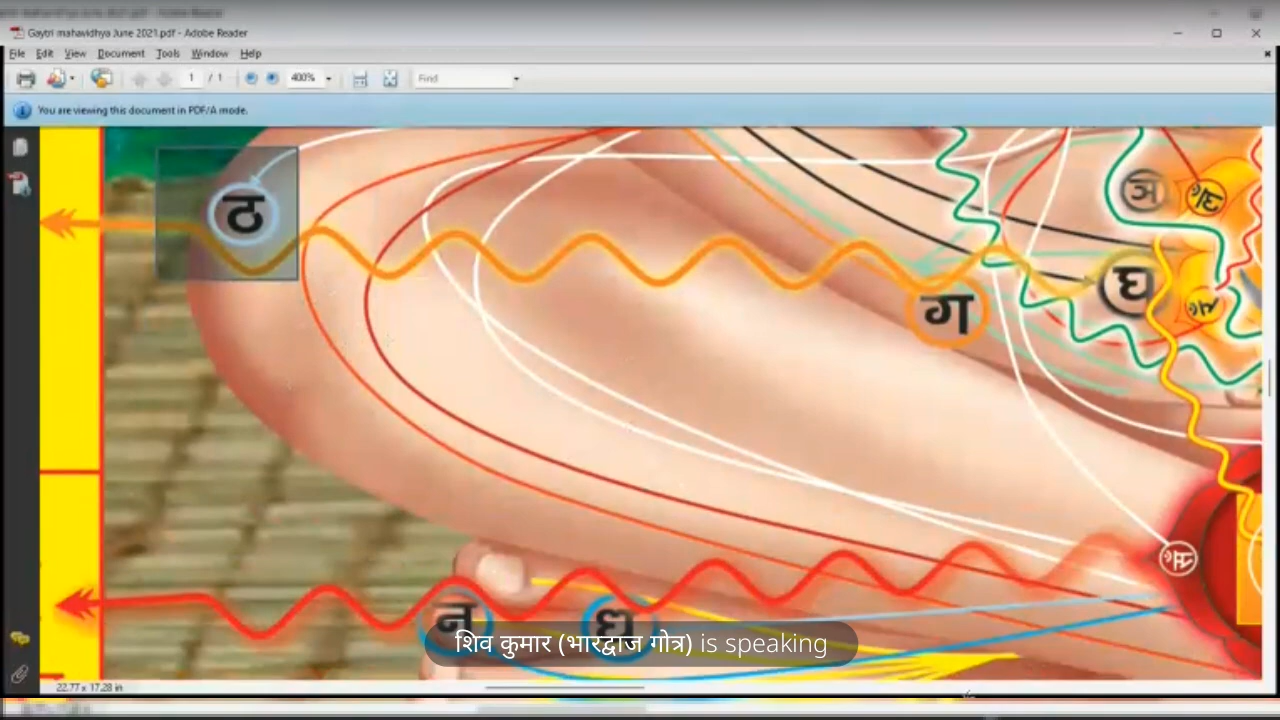 Gaytri mahavidhya June 2021.pdf - Adobe Reader
File Edit View Document Tools Window Help
1 / 1 400% Find
You are viewing this document in PDF/A mode.
ठ
ञ
घ
ग
न ध
शिव कुमार (भारद्वाज गोत्र) is speaking
22.77 x 17.28 in